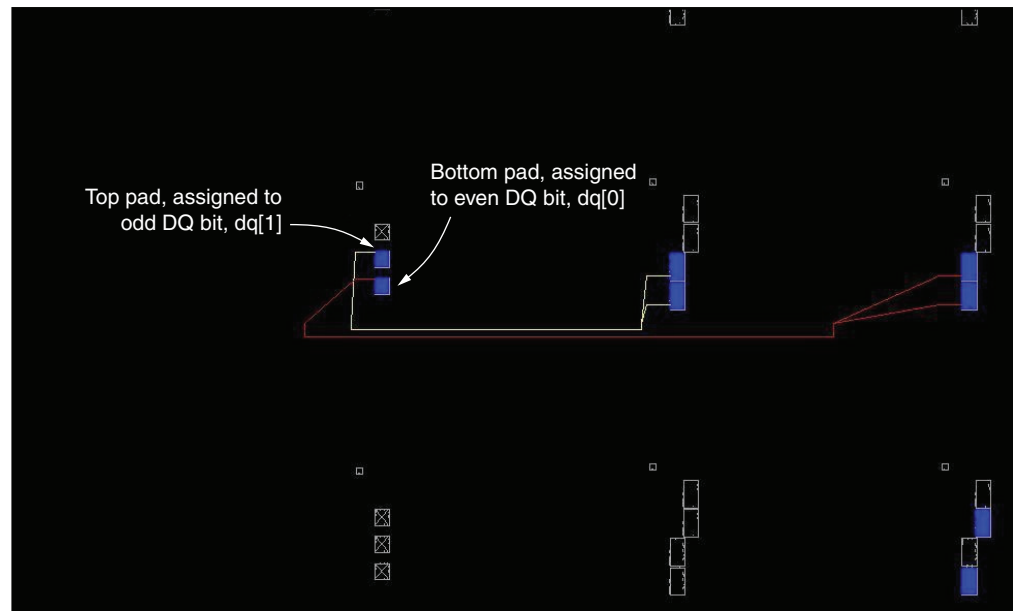 Top pad, assigned to
odd DQ bit, dq[1]
Bottom pad, assigned
to even DQ bit, dq[0]